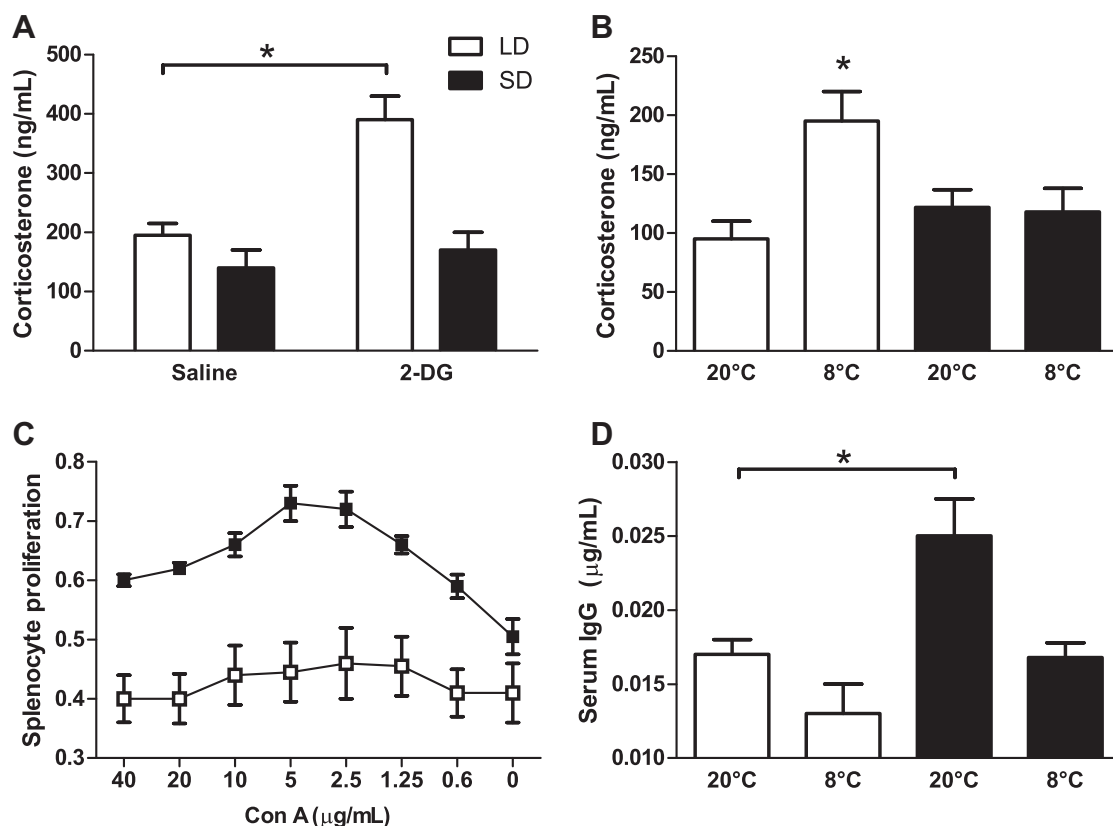 A
Corticosterone (ng/mL)
500
400
300
200
100
0
*
LD
SD
Saline 2-DG
B
Corticosterone (ng/mL)
250
200
150
100
50
0
*
20°C 8°C 20°C 8°C
C
Splenocyte proliferation
0.8
0.7
0.6
0.5
0.4
0.3
40 20 10 5 2.5 1.25 0.6 0
Con A (μg/mL)
D
Serum IgG (μg/mL)
0.030
0.025
0.020
0.015
0.010
*
20°C 8°C 20°C 8°C